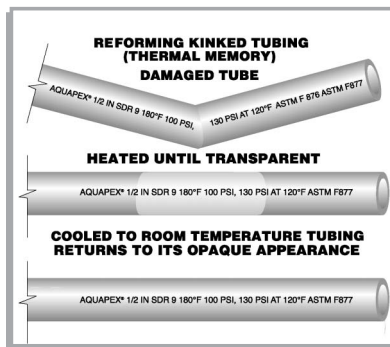 REFORMING KINKED TUBING
(THERMAL MEMORY)
DAMAGED TUBE
AQUAPEX® 1/2 IN SDR 9 180°F 100 PSI, 130 PSI AT 120°F ASTM F 876 ASTM F877
HEATED UNTIL TRANSPARENT
AQUAPEX® 1/2 IN SDR 9 180°F 100 PSI, 130 PSI AT 120°F ASTM F877
COOLED TO ROOM TEMPERATURE TUBING
RETURNS TO ITS OPAQUE APPEARANCE
AQUAPEX® 1/2 IN SDR 9 180°F 100 PSI, 130 PSI AT 120°F ASTM F877